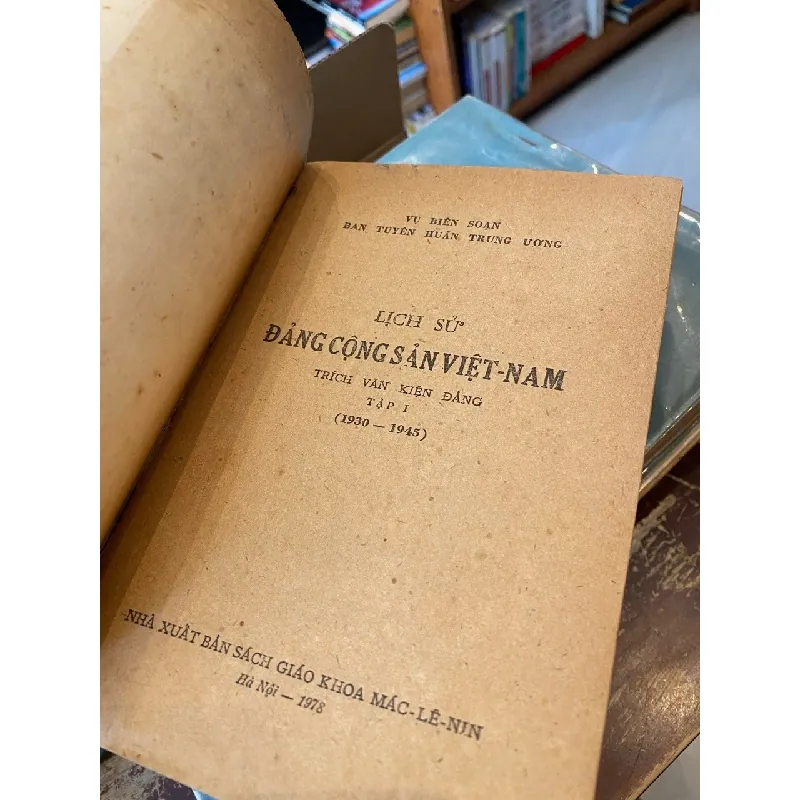 VỤ BIÊN SOẠN
BAN TUYÊN HUẤN TRUNG ƯƠNG
LỊCH SỬ
ĐẢNG CỘNG SẢN VIỆT-NAM
TRÍCH VĂN KIỆN ĐẢNG
TẬP I
(1930 — 1945)
NHÀ XUẤT BẢN SÁCH GIÁO KHOA MÁC-LÊ-NIN
Hà Nội — 1978